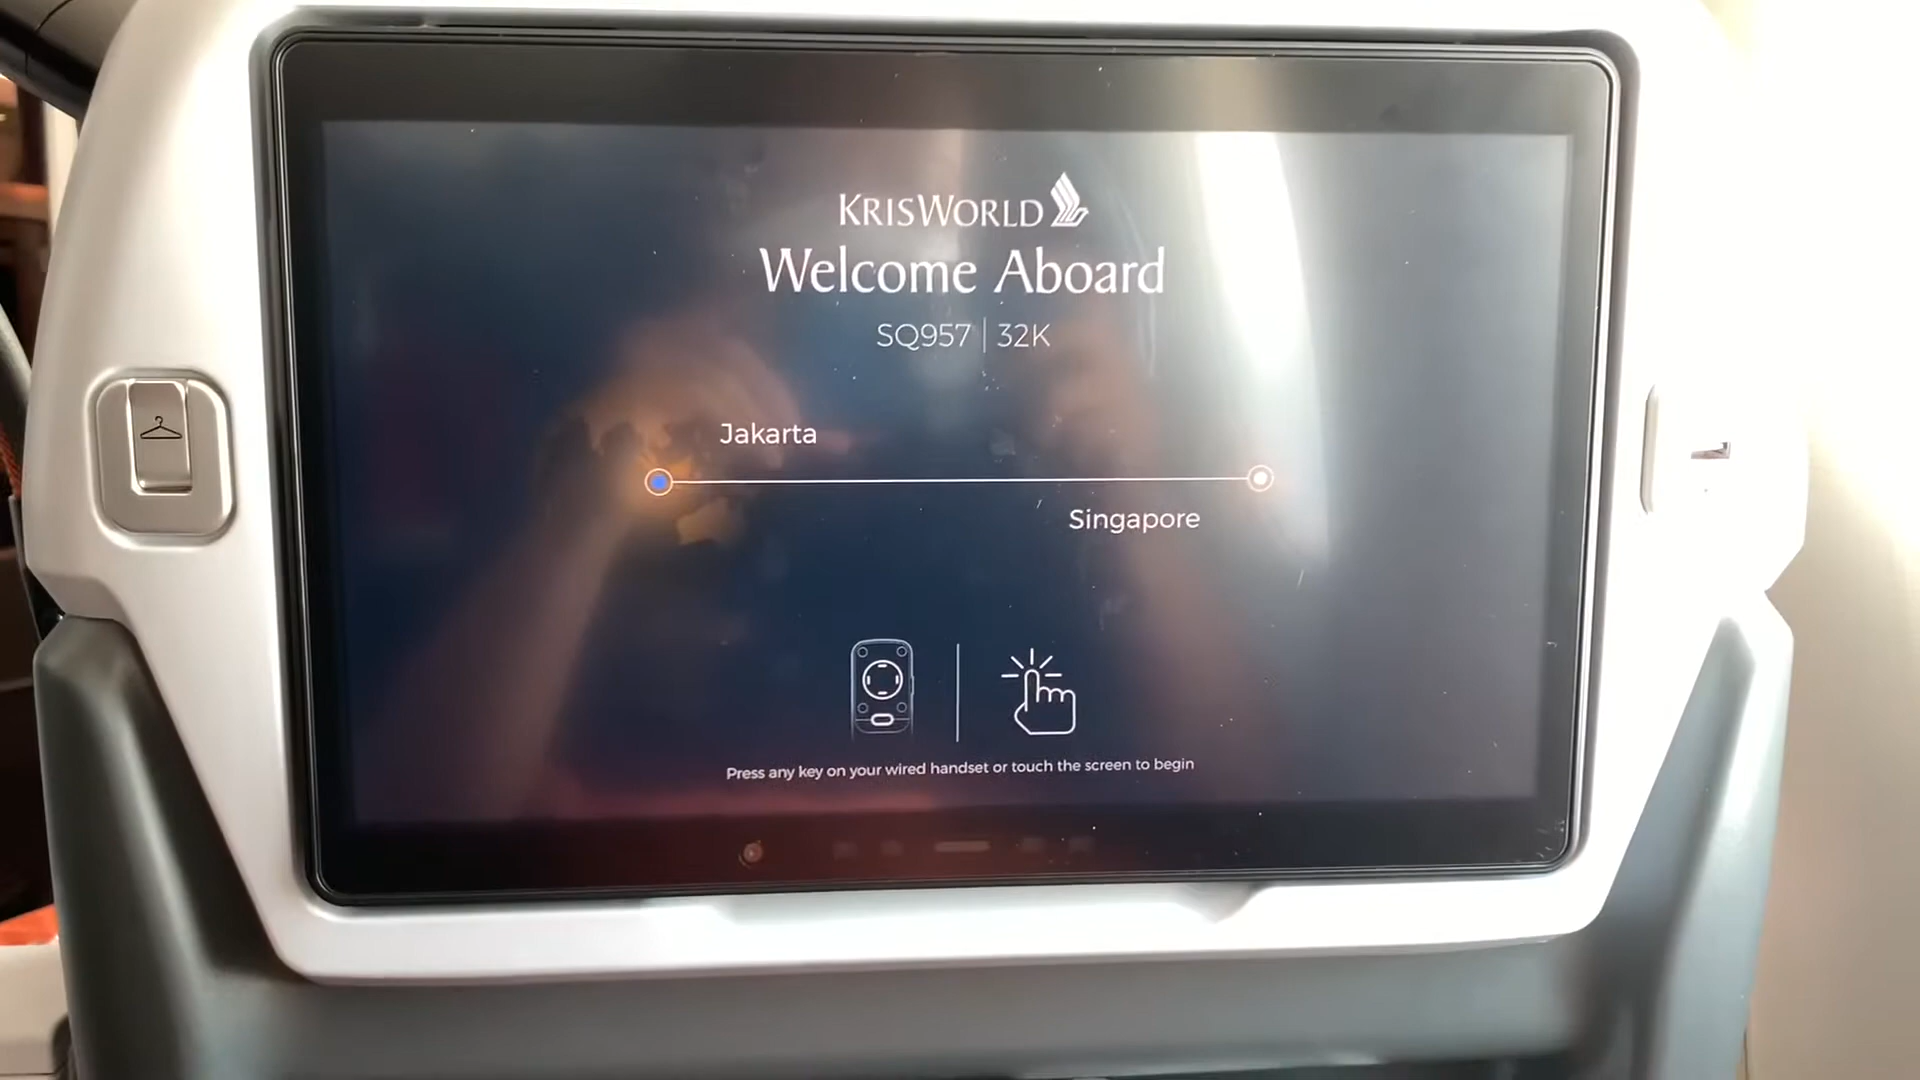 KRISWORLD
Welcome Aboard
SQ957 | 32K
Jakarta
Singapore
Press any key on your wired handset or touch the screen to begin